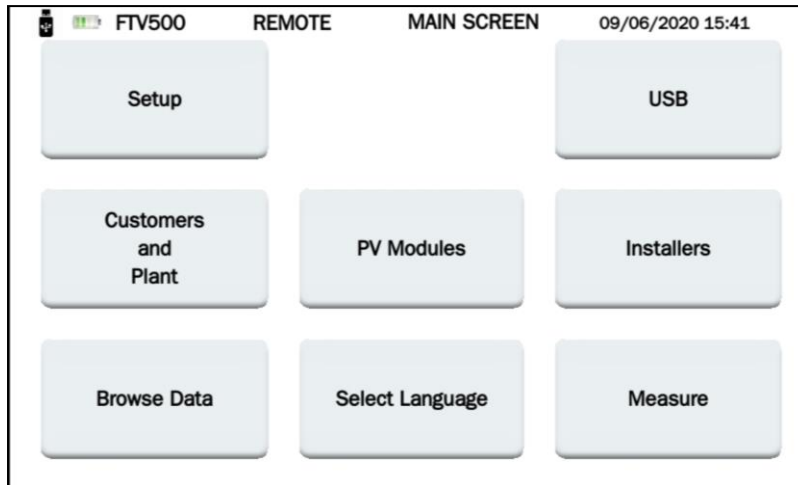 FTV500 REMOTE MAIN SCREEN 09/06/2020 15:41
Setup
USB
Customers
and
Plant
PV Modules
Installers
Browse Data
Select Language
Measure